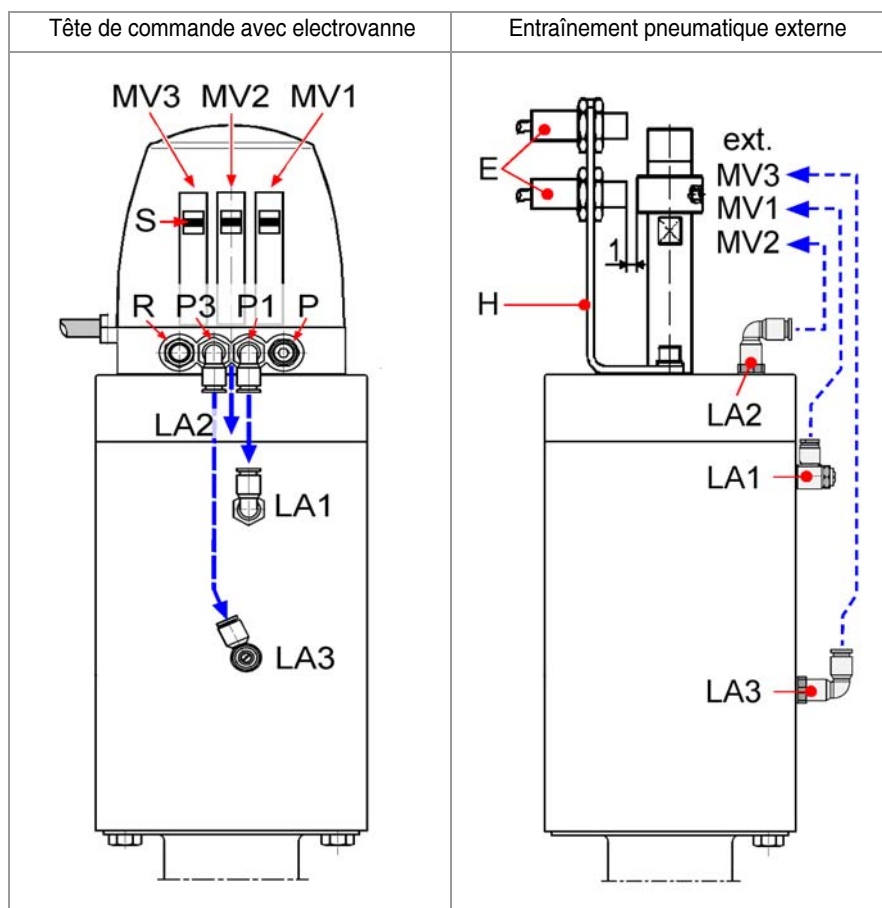 Tête de commande avec electrovanne
Entraînement pneumatique externe
MV3 MV2 MV1
S
R P3 P1 P
LA2
LA1
LA3
E
ext.
MV3
MV1
MV2
1
H
LA2
LA1
LA3